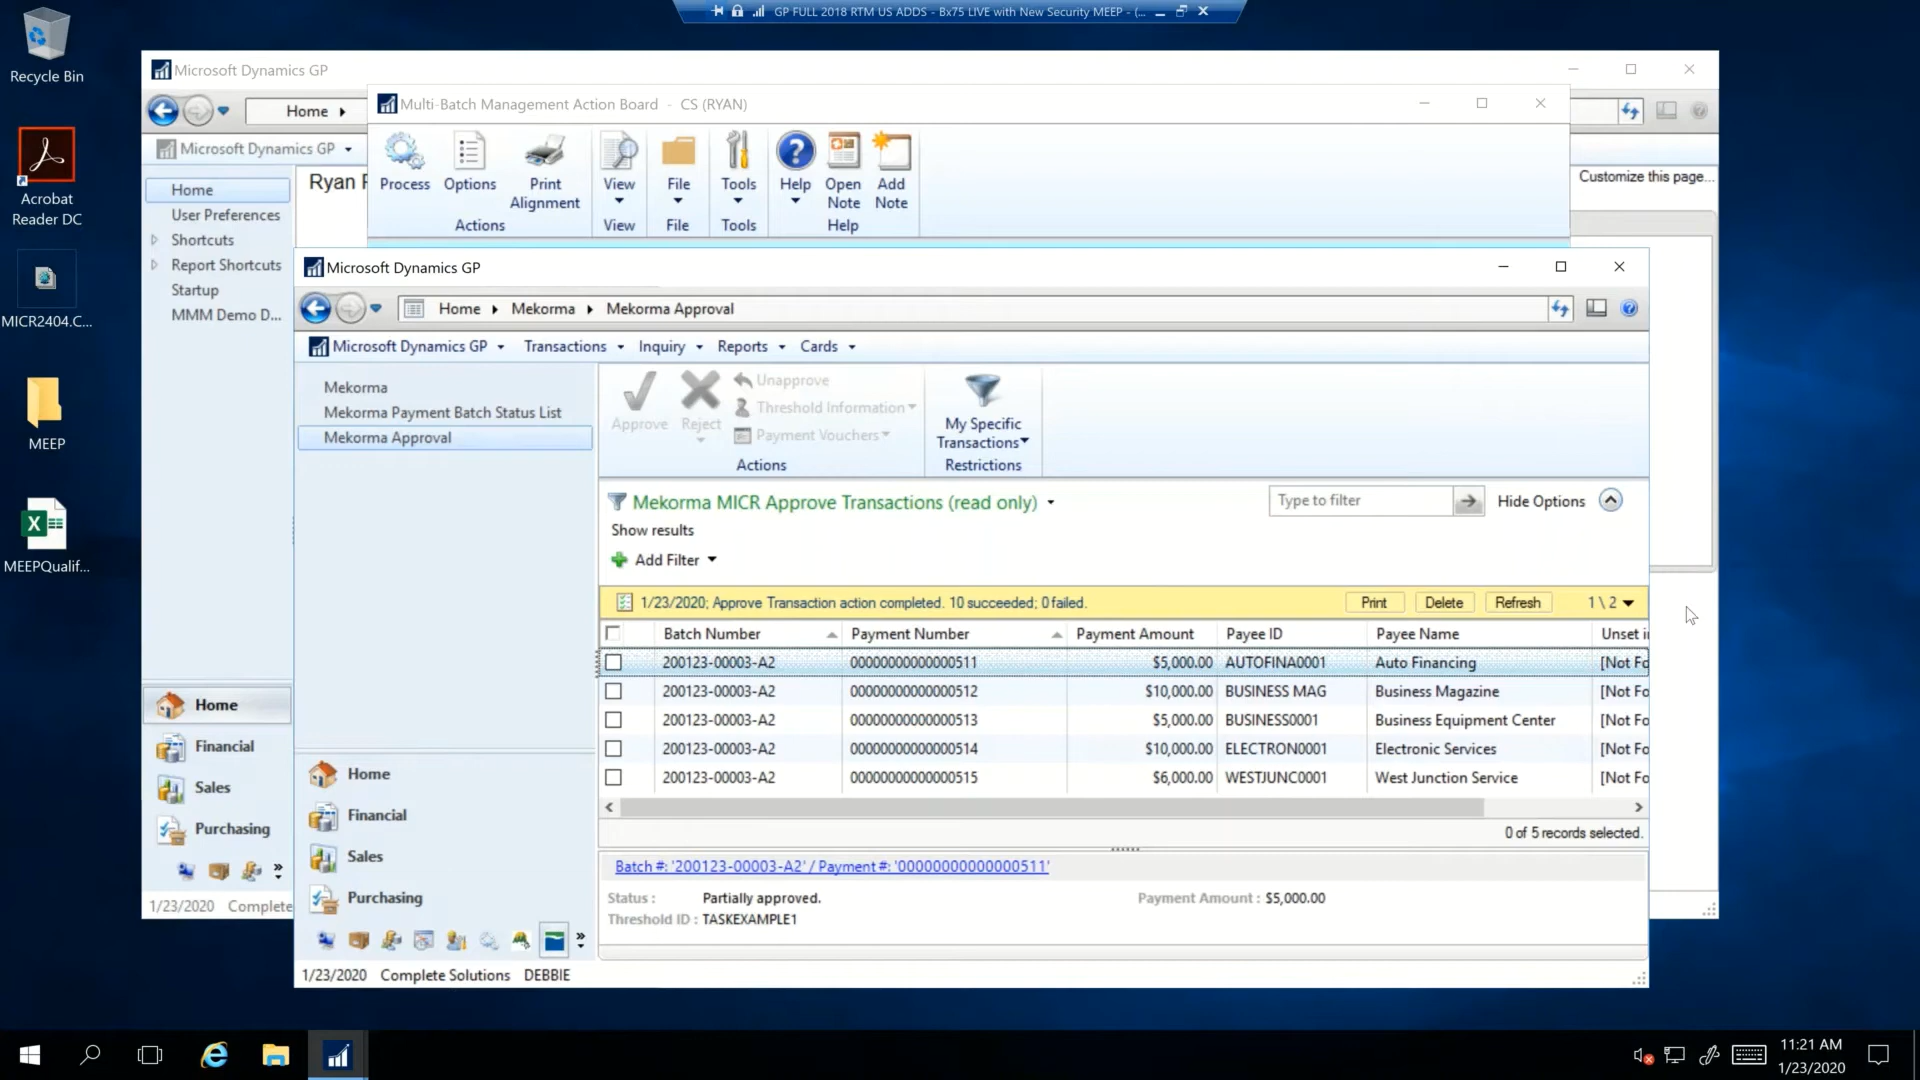 GP FULL 2018 RTM US ADDS - Bx75 LIVE with New Security MEEP - (...
Recycle Bin
Acrobat
Reader DC
MICR2404.C...
MEEP
MEEPQualif...
Microsoft Dynamics GP
Home
Microsoft Dynamics GP
Home
User Preferences
Shortcuts
Report Shortcuts
Startup
MMM Demo D...
Ryan
Customize this page...
Home
Financial
Sales
Purchasing
1/23/2020 Complete
Multi-Batch Management Action Board - CS (RYAN)
Process
Options
Print
Alignment
View
File
Tools
Help
Open
Note
Add
Note
Actions
View
File
Tools
Help
Microsoft Dynamics GP
Home Mekorma Mekorma Approval
Microsoft Dynamics GP Transactions Inquiry Reports Cards
Mekorma
Mekorma Payment Batch Status List
Mekorma Approval
Approve
Reject
Unapprove
Threshold Information
Payment Vouchers
Actions
My Specific
Transactions
Restrictions
Mekorma MICR Approve Transactions (read only)
Type to filter
Hide Options
Show results
Add Filter
1/23/2020; Approve Transaction action completed. 10 succeeded; 0 failed. Print Delete Refresh 1 \ 2
Batch Number Payment Number Payment Amount Payee ID Payee Name Unset i
200123-00003-A2 00000000000000511 $5,000.00 AUTOFINA0001 Auto Financing [Not Fo
200123-00003-A2 00000000000000512 $10,000.00 BUSINESS MAG Business Magazine [Not Fo
200123-00003-A2 00000000000000513 $5,000.00 BUSINESS0001 Business Equipment Center [Not Fo
200123-00003-A2 00000000000000514 $10,000.00 ELECTRON0001 Electronic Services [Not Fo
200123-00003-A2 00000000000000515 $6,000.00 WESTJUNC0001 West Junction Service [Not Fo
0 of 5 records selected.
Batch #: '200123-00003-A2' / Payment #: '00000000000000511'
Status : Partially approved. Payment Amount : $5,000.00
Threshold ID : TASKEXAMPLE1
Home
Financial
Sales
Purchasing
1/23/2020 Complete Solutions DEBBIE
11:21 AM
1/23/2020